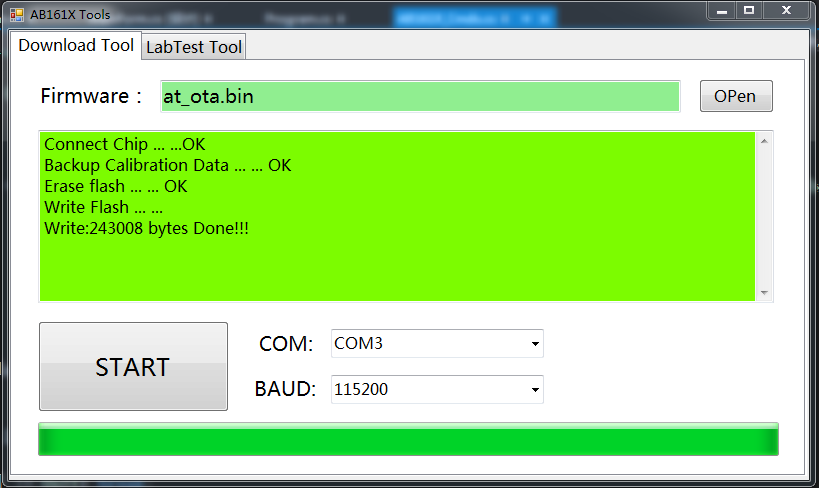 AB161X Tools
Download Tool
LabTest Tool
Firmware :
at_ota.bin
OPen
Connect Chip ... ...OK
Backup Calibration Data ... ... OK
Erase flash ... ... OK
Write Flash ... ...
Write:243008 bytes Done!!!
START
COM:
COM3
BAUD:
115200